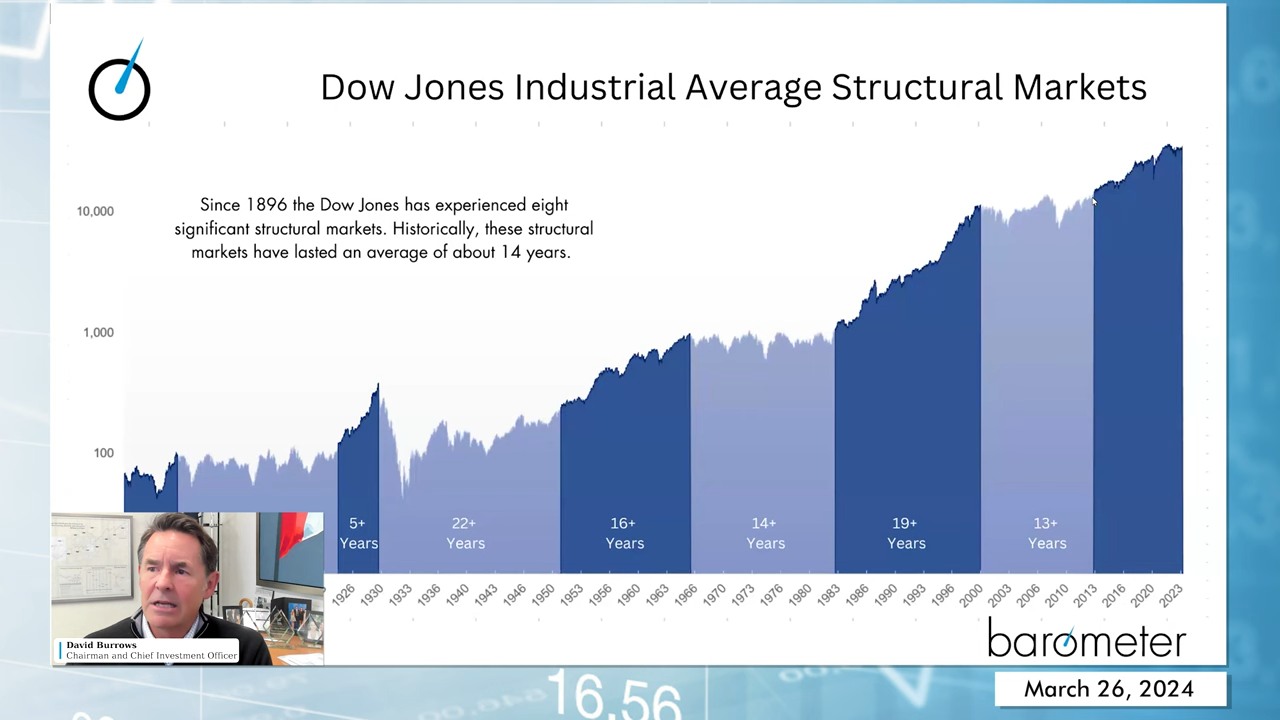 Dow Jones Industrial Average Structural Markets
Since 1896 the Dow Jones has experienced eight
significant structural markets. Historically, these structural
markets have lasted an average of about 14 years.
10,000
1,000
100
5+
Years
22+
Years
16+
Years
14+
Years
19+
Years
13+
Years
1926 1930 1933 1936 1940 1943 1946 1950 1953 1956 1960 1963 1966 1970 1973 1976 1980 1983 1986 1990 1993 1996 2000 2003 2006 2010 2013 2016 2020 2023
David Burrows
Chairman and Chief Investment Officer
barometer
March 26, 2024
16.56